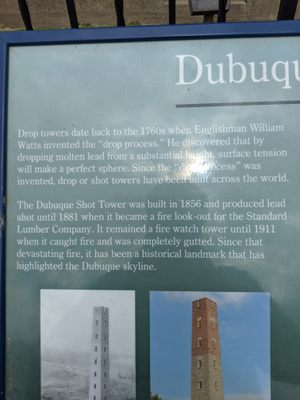 Dubuqu
Drop towers date back to the 1760s when Englishman William
Watts invented the “drop process.” He discovered that by
dropping molten lead from a substantial height, surface tension
will make a perfect sphere. Since the “drop process” was
invented, drop or shot towers have been built across the world.
The Dubuque Shot Tower was built in 1856 and produced lead
shot until 1881 when it became a fire look-out for the Standard
Lumber Company. It remained a fire watch tower until 1911
when it caught fire and was completely gutted. Since that
devastating fire, it has been a historical landmark that has
highlighted the Dubuque skyline.